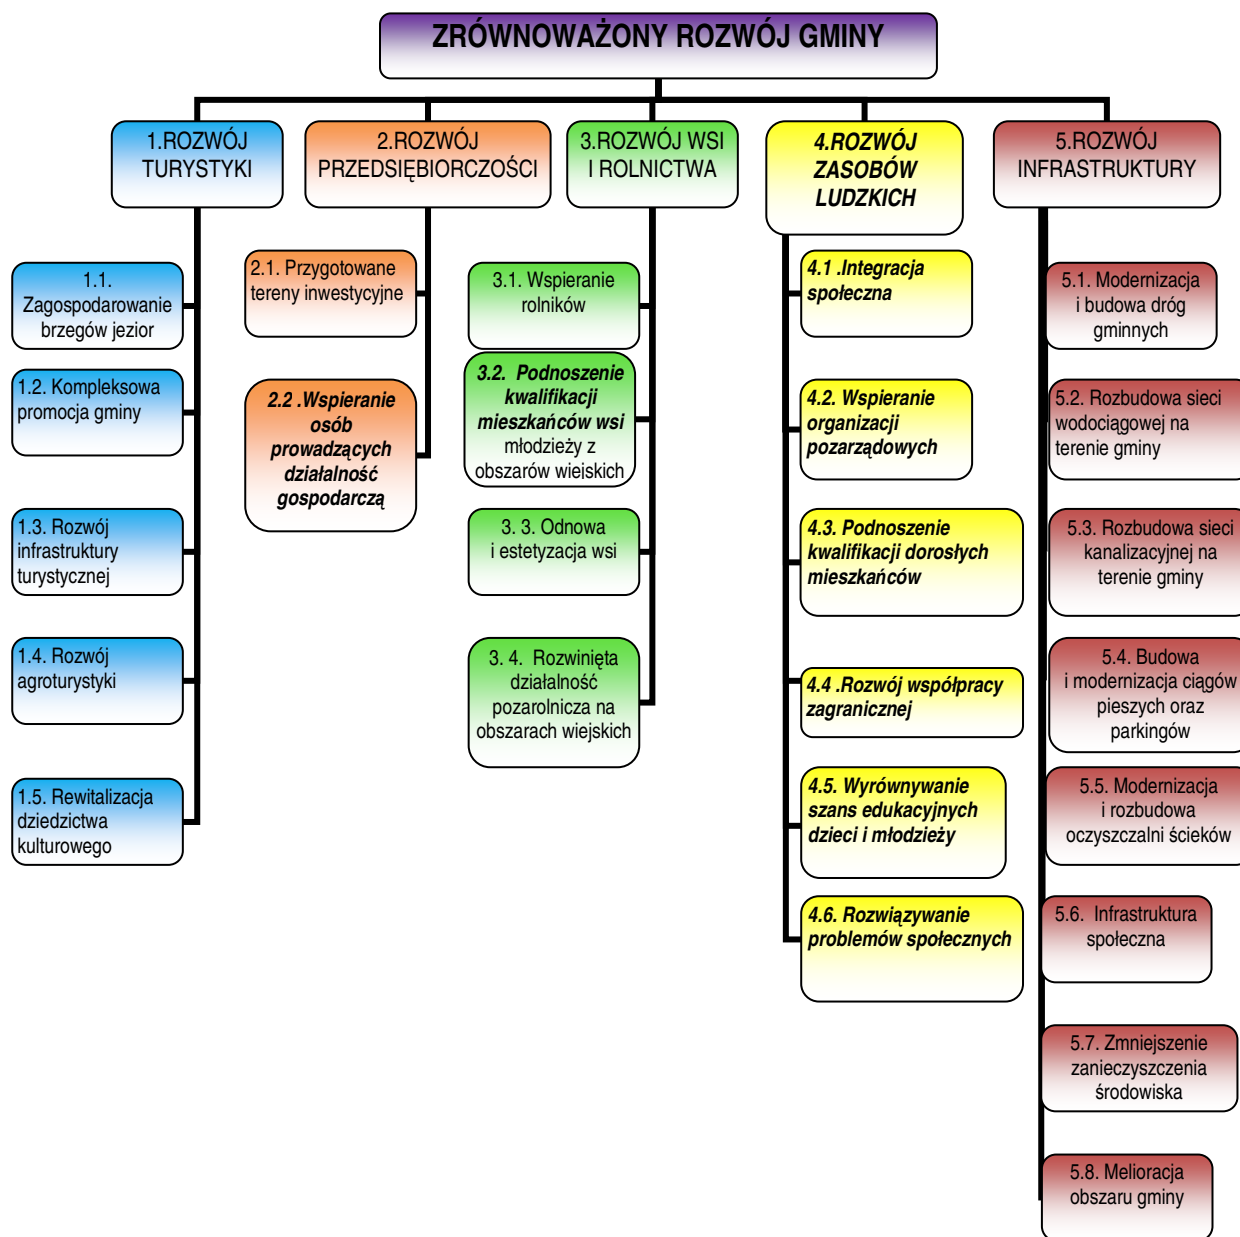 ZRÓWNOWAŻONY ROZWÓJ GMINY
1.ROZWÓJ
TURYSTYKI
2.ROZWÓJ
PRZEDSIĘBIORCZOŚCI
3.ROZWÓJ WSI
I ROLNICTWA
4.ROZWÓJ
ZASOBÓW
LUDZKICH
5.ROZWÓJ
INFRASTRUKTURY
1.1.
Zagospodarowanie
brzegów jezior
1.2. Kompleksowa
promocja gminy
1.3. Rozwój
infrastruktury
turystycznej
1.4. Rozwój
agroturystyki
1.5. Rewitalizacja
dziedzictwa
kulturowego
2.1. Przygotowane
tereny inwestycyjne
2.2 .Wspieranie
osób
prowadzących
działalność
gospodarczą
3.1. Wspieranie
rolników
3.2. Podnoszenie
kwalifikacji
mieszkańców wsi
młodzieży z
obszarów wiejskich
3. 3. Odnowa
i estetyzacja wsi
3. 4. Rozwinięta
działalność
pozarolnicza na
obszarach wiejskich
4.1 .Integracja
społeczna
4.2. Wspieranie
organizacji
pozarządowych
4.3. Podnoszenie
kwalifikacji dorosłych
mieszkańców
4.4 .Rozwój współpracy
zagranicznej
4.5. Wyrównywanie
szans edukacyjnych
dzieci i młodzieży
4.6. Rozwiązywanie
problemów społecznych
5.1. Modernizacja
i budowa dróg
gminnych
5.2. Rozbudowa sieci
wodociągowej na
terenie gminy
5.3. Rozbudowa sieci
kanalizacyjnej na
terenie gminy
5.4. Budowa
i modernizacja ciągów
pieszych oraz
parkingów
5.5. Modernizacja
i rozbudowa
oczyszczalni ścieków
5.6. Infrastruktura
społeczna
5.7. Zmniejszenie
zanieczyszczenia
środowiska
5.8. Melioracja
obszaru gminy